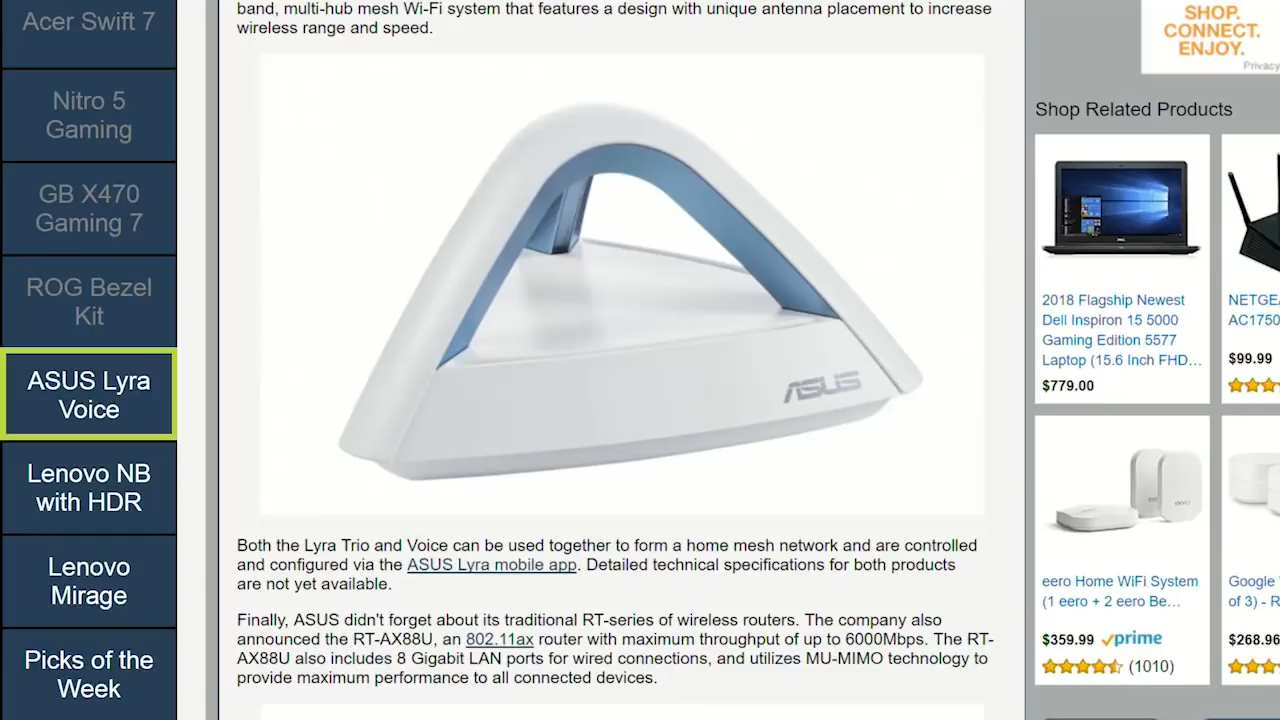 Acer Swift 7
Nitro 5
Gaming
GB X470
Gaming 7
ROG Bezel
Kit
ASUS Lyra
Voice
Lenovo NB
with HDR
Lenovo
Mirage
Picks of the
Week
band, multi-hub mesh Wi-Fi system that features a design with unique antenna placement to increase
wireless range and speed.
ASUS
Both the Lyra Trio and Voice can be used together to form a home mesh network and are controlled
and configured via the ASUS Lyra mobile app. Detailed technical specifications for both products
are not yet available.
Finally, ASUS didn't forget about its traditional RT-series of wireless routers. The company also
announced the RT-AX88U, an 802.11ax router with maximum throughput of up to 6000Mbps. The RT-
AX88U also includes 8 Gigabit LAN ports for wired connections, and utilizes MU-MIMO technology to
provide maximum performance to all connected devices.
SHOP.
CONNECT.
ENJOY.
Privacy
Shop Related Products
2018 Flagship Newest
Dell Inspiron 15 5000
Gaming Edition 5577
Laptop (15.6 Inch FHD…
$779.00
NETGEA
AC1750
$99.99
eero Home WiFi System
(1 eero + 2 eero Be…
$359.99 prime
(1010)
Google
of 3) - R
$268.96